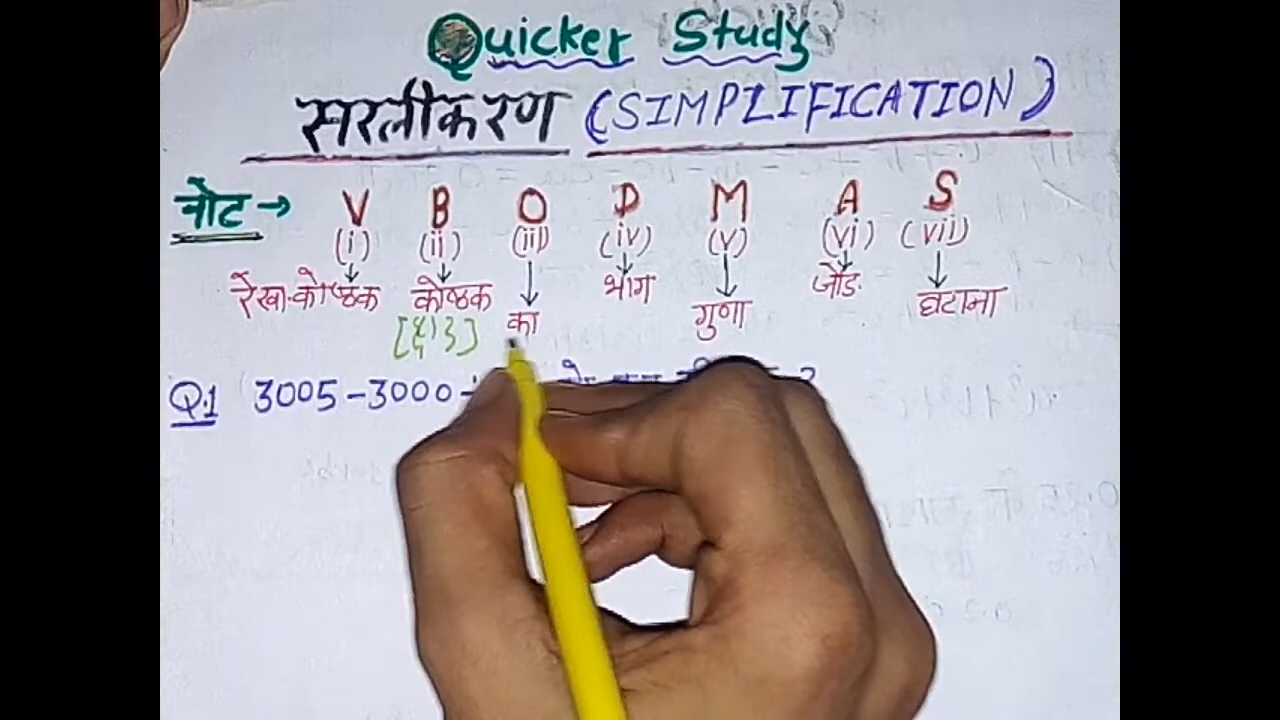 Quicker Study
सरलीकरण (SIMPLIFICATION)
नोट → V B O D M A S
(i) (ii) (iii) (iv) (v) (vi) (vii)
रेखा-कोष्ठक कोष्ठक का भाग गुणा जोड घटाना
[{( )}]
Q.1 3005-3000